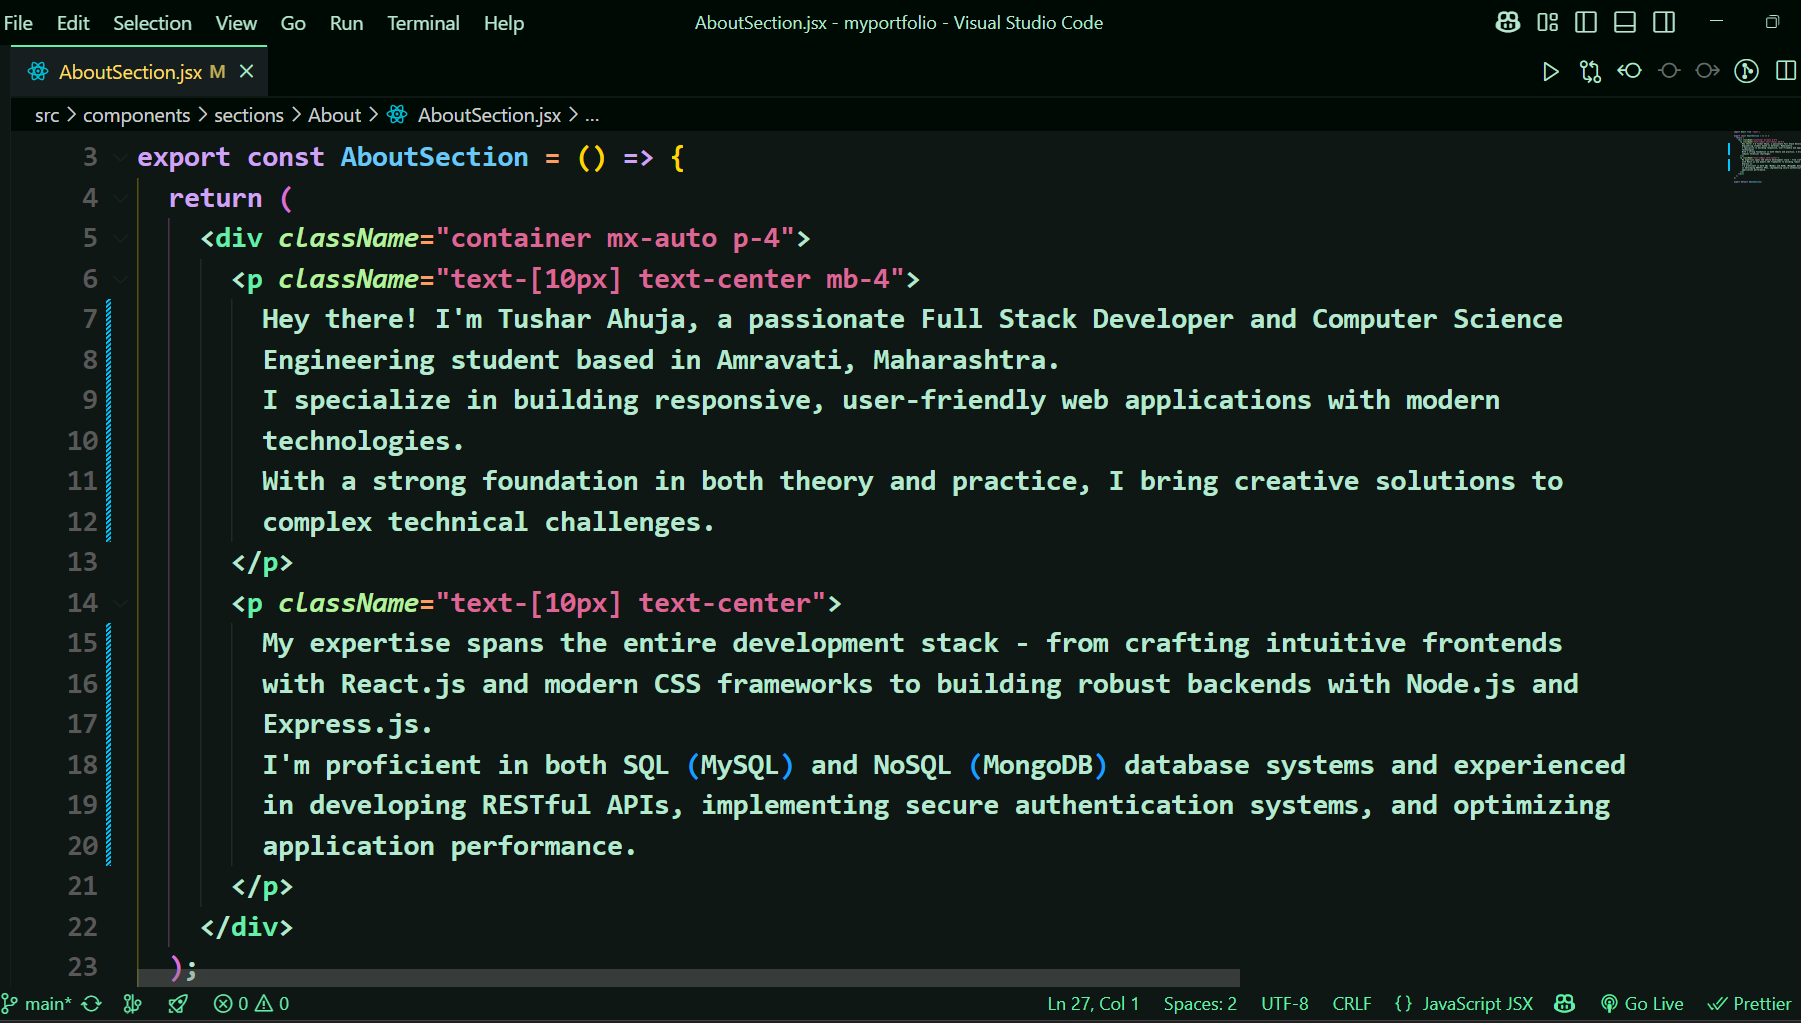 File Edit Selection View Go Run Terminal Help AboutSection.jsx - myportfolio - Visual Studio Code
AboutSection.jsx M
src > components > sections > About > AboutSection.jsx > ...
3 export const AboutSection = () => {
4 return (
5 <div className="container mx-auto p-4">
6 <p className="text-[10px] text-center mb-4">
7 Hey there! I'm Tushar Ahuja, a passionate Full Stack Developer and Computer Science
8 Engineering student based in Amravati, Maharashtra.
9 I specialize in building responsive, user-friendly web applications with modern
10 technologies.
11 With a strong foundation in both theory and practice, I bring creative solutions to
12 complex technical challenges.
13 </p>
14 <p className="text-[10px] text-center">
15 My expertise spans the entire development stack - from crafting intuitive frontends
16 with React.js and modern CSS frameworks to building robust backends with Node.js and
17 Express.js.
18 I'm proficient in both SQL (MySQL) and NoSQL (MongoDB) database systems and experienced
19 in developing RESTful APIs, implementing secure authentication systems, and optimizing
20 application performance.
21 </p>
22 </div>
23 );
main* 0 0 Ln 27, Col 1 Spaces: 2 UTF-8 CRLF {} JavaScript JSX Go Live Prettier